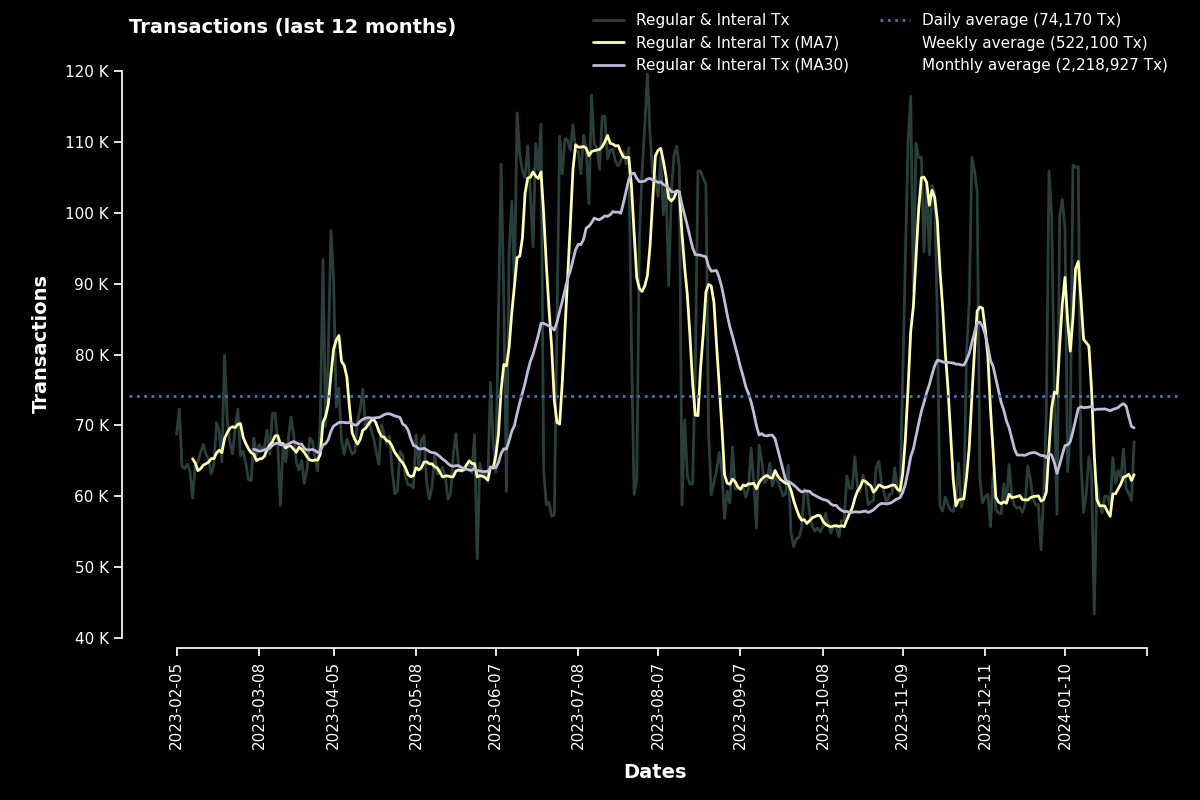 Transactions (last 12 months)
Regular & Interal Tx
Regular & Interal Tx (MA7)
Regular & Interal Tx (MA30)
Daily average (74,170 Tx)
Weekly average (522,100 Tx)
Monthly average (2,218,927 Tx)
120 K
110 K
100 K
90 K
80 K
70 K
60 K
50 K
40 K
Transactions
2023-02-05
2023-03-08
2023-04-05
2023-05-08
2023-06-07
2023-07-08
2023-08-07
2023-09-07
2023-10-08
2023-11-09
2023-12-11
2024-01-10
Dates